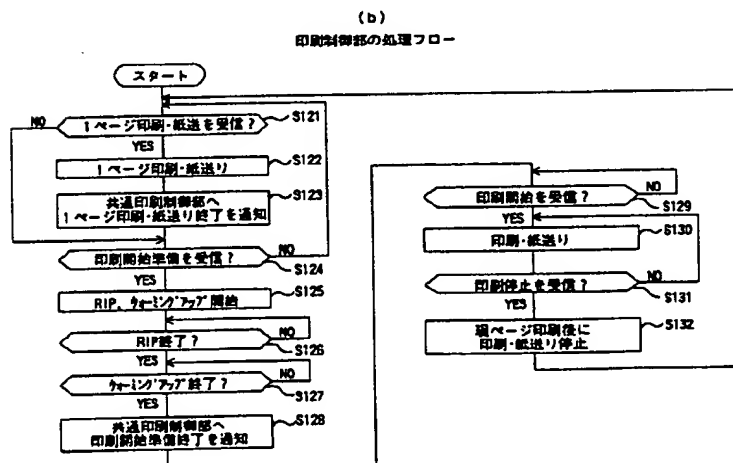 (b)
印刷制御部の処理フロー
スタート
1ページ印刷・紙送を受信?
NO
S121
YES
1ページ印刷・紙送り
S122
共通印刷制御部へ
1ページ印刷・紙送り終了を通知
S123
印刷開始準備を受信?
NO
S124
YES
RIP、ウォーミングアップ開始
S125
RIP終了?
NO
S126
YES
ウォーミングアップ終了?
NO
S127
YES
共通印刷制御部へ
印刷開始準備終了を通知
S128
印刷開始を受信?
NO
S129
YES
印刷・紙送り
S130
印刷停止を受信?
NO
S131
YES
現ページ印刷後に
印刷・紙送り停止
S132